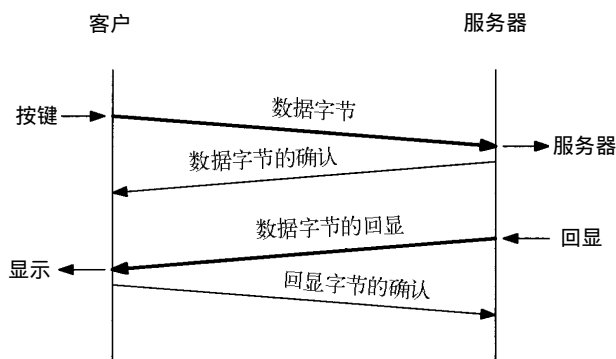 客户
服务器
按键
数据字节
服务器
数据字节的确认
数据字节的回显
回显
显示
回显字节的确认